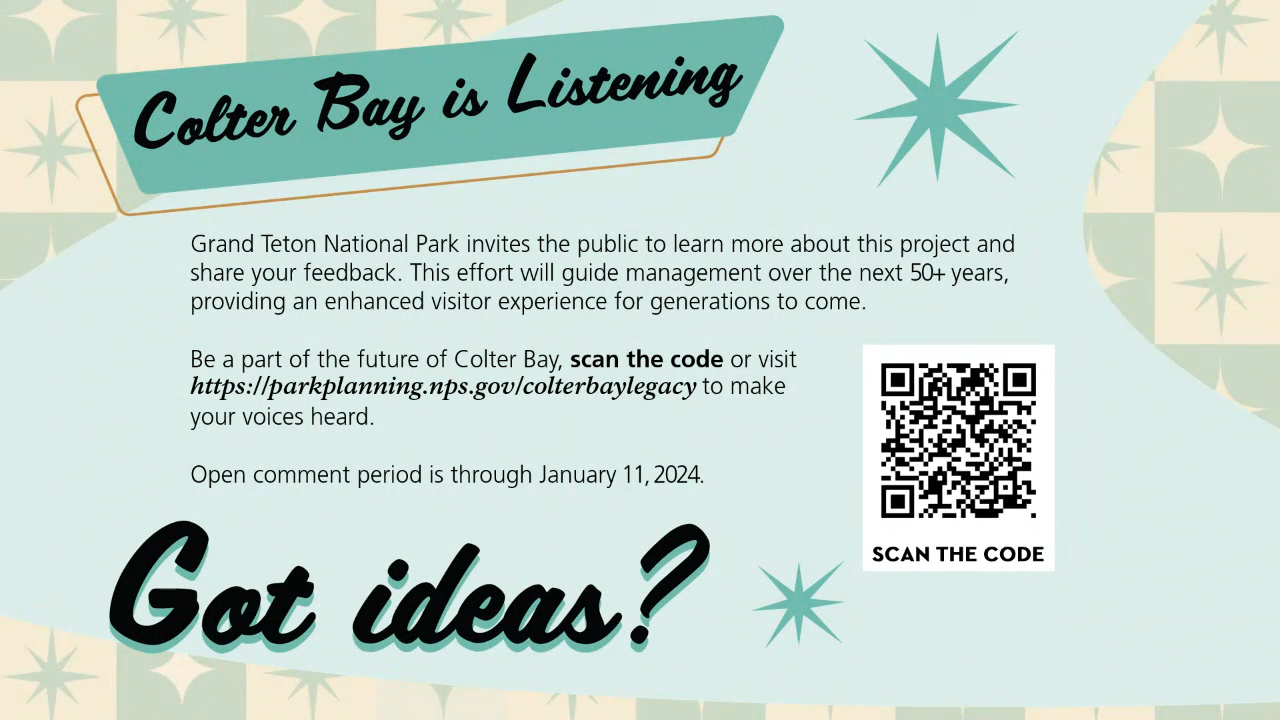 Colter Bay is Listening
Grand Teton National Park invites the public to learn more about this project and
share your feedback. This effort will guide management over the next 50+ years,
providing an enhanced visitor experience for generations to come.
Be a part of the future of Colter Bay, scan the code or visit
https://parkplanning.nps.gov/colterbaylegacy to make
your voices heard.
Open comment period is through January 11, 2024.
SCAN THE CODE
Got ideas?